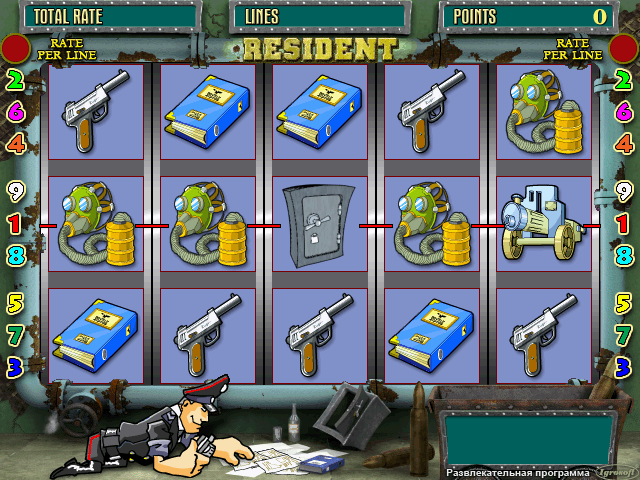 TOTAL RATE
LINES
POINTS 0
RESIDENT
RATE
PER LINE
RATE
PER LINE
2 2
6 6
4 4
9 9
1 1
8 8
5 5
7 7
3 3
Развлекательная программа Igrosoft